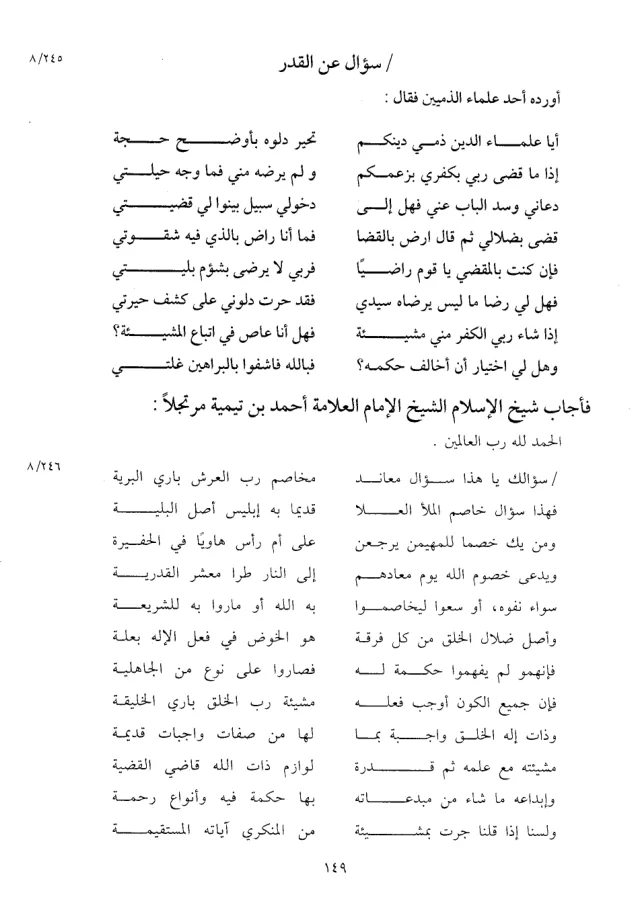 ٨/٢٤٥
/ سؤال عن القدر
أورده أحد علماء الذميين فقال :
أيا علمـاء الدين ذمي دينكـم تحير دلوه بأوضـح حجـة
إذا ما قضى ربي بكفري بزعمكم و لم يرضه مني فما وجه حيلتي
دعاني وسد الباب عني فهل إلى دخولي سبيل بينوا لي قضيتي
قضى بضلالي ثم قال ارض بالقضا فما أنا راض بالذي فيه شقوتي
فإن كنت بالمقضي يا قوم راضيًا فربي لا يرضى بشؤم بليتي
فهل لي رضا ما ليس يرضاه سيدي فقد حرت دلوني على كشف حيرتي
إذا شاء ربي الكفر مني مشيئة فهل أنا عاص في اتباع المشيئة؟
وهل لي اختيار أن أخالف حكمه؟ فبالله فاشفوا بالبراهين غلتي
فأجاب شيخ الإسلام الشيخ الإمام العلامة أحمد بن تيمية مرتجلاً :
الحمد لله رب العالمين .
٨/٢٤٦
/ سؤالك يا هذا سؤال معاند مخاصم رب العرش باري البرية
فهذا سؤال خاصم الملأ العلا قديما به إبليس أصل البلية
ومن يك خصما للمهيمن يرجعن على أم رأس هاويًا في الحفيرة
ويدعى خصوم الله يوم معادهم إلى النار طرا معشر القدرية
سواء نفوه، أو سعوا ليخاصموا به الله أو ماروا به للشريعة
وأصل ضلال الخلق من كل فرقة هو الخوض في فعل الإله بعلة
فإنهمو لم يفهموا حكمة له فصاروا على نوع من الجاهلية
فإن جميع الكون أوجب فعله مشيئة رب الخلق باري الخليقة
وذات إله الخلق واجبة بما لها من صفات واجبات قديمة
مشيئته مع علمه ثم قدرة لوازم ذات الله قاضي القضية
وإبداعه ما شاء من مبدعاته بها حكمة فيه وأنواع رحمة
ولسنا إذا قلنا جرت بمشيئة من المنكري آياته المستقيمة
١٤٩